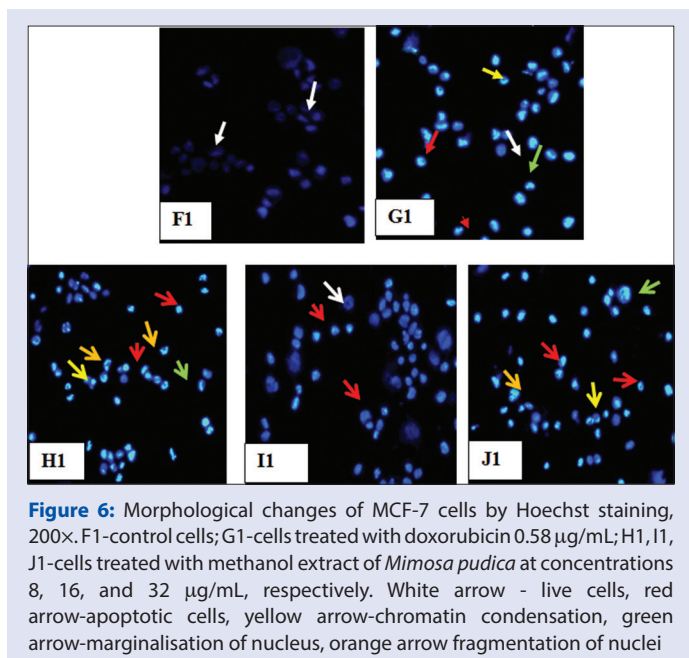 F1
G1
H1
I1
J1
Figure 6: Morphological changes of MCF-7 cells by Hoechst staining,
200×. F1-control cells; G1-cells treated with doxorubicin 0.58 µg/mL; H1, I1,
J1-cells treated with methanol extract of Mimosa pudica at concentrations
8, 16, and 32 µg/mL, respectively. White arrow - live cells, red
arrow-apoptotic cells, yellow arrow-chromatin condensation, green
arrow-marginalisation of nucleus, orange arrow fragmentation of nuclei